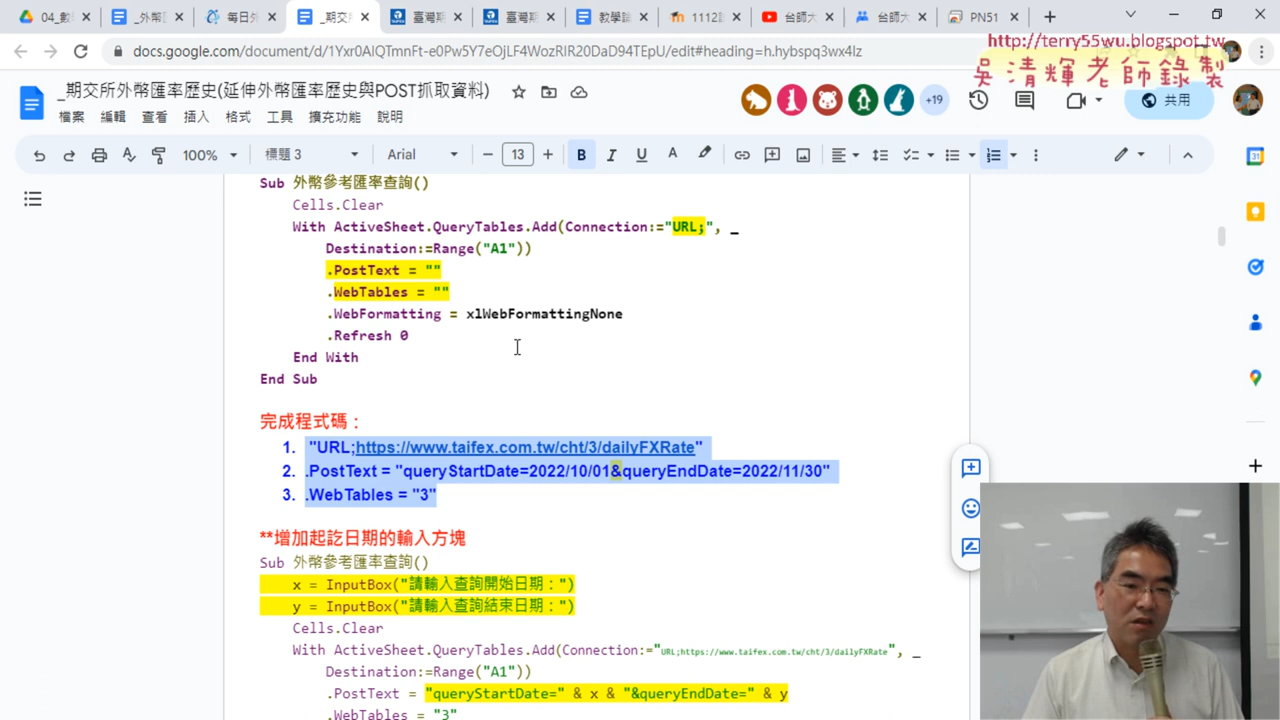 04_數
_外幣
每日外
_期交
臺灣期
臺灣期
教學論
1112
台師大
台師大
PN51
docs.google.com/document/d/1Yxr0AlQTmnFt-e0Pw5Y7eOjLF4WozRIR20DaD94TEpU/edit#heading=h.hybspq3wx4lz
http://terry55wu.blogspot.tw
吳清輝老師錄製
_期交所外幣匯率歷史(延伸外幣匯率歷史與POST抓取資料)
+19
共用
檔案 編輯 查看 插入 格式 工具 擴充功能 說明
100% 標題 3 Arial 13 B I U A
Sub 外幣參考匯率查詢()
Cells.Clear
With ActiveSheet.QueryTables.Add(Connection:="URL;", _
Destination:=Range("A1"))
.PostText = ""
.WebTables = ""
.WebFormatting = xlWebFormattingNone
.Refresh 0
End With
End Sub
完成程式碼：
1. "URL;https://www.taifex.com.tw/cht/3/dailyFXRate"
2. .PostText = "queryStartDate=2022/10/01&queryEndDate=2022/11/30"
3. .WebTables = "3"
**增加起訖日期的輸入方塊
Sub 外幣參考匯率查詢()
x = InputBox("請輸入查詢開始日期：")
y = InputBox("請輸入查詢結束日期：")
Cells.Clear
With ActiveSheet.QueryTables.Add(Connection:="URL;https://www.taifex.com.tw/cht/3/dailyFXRate", _
Destination:=Range("A1"))
.PostText = "queryStartDate=" & x & "&queryEndDate=" & y
.WebTables = "3"